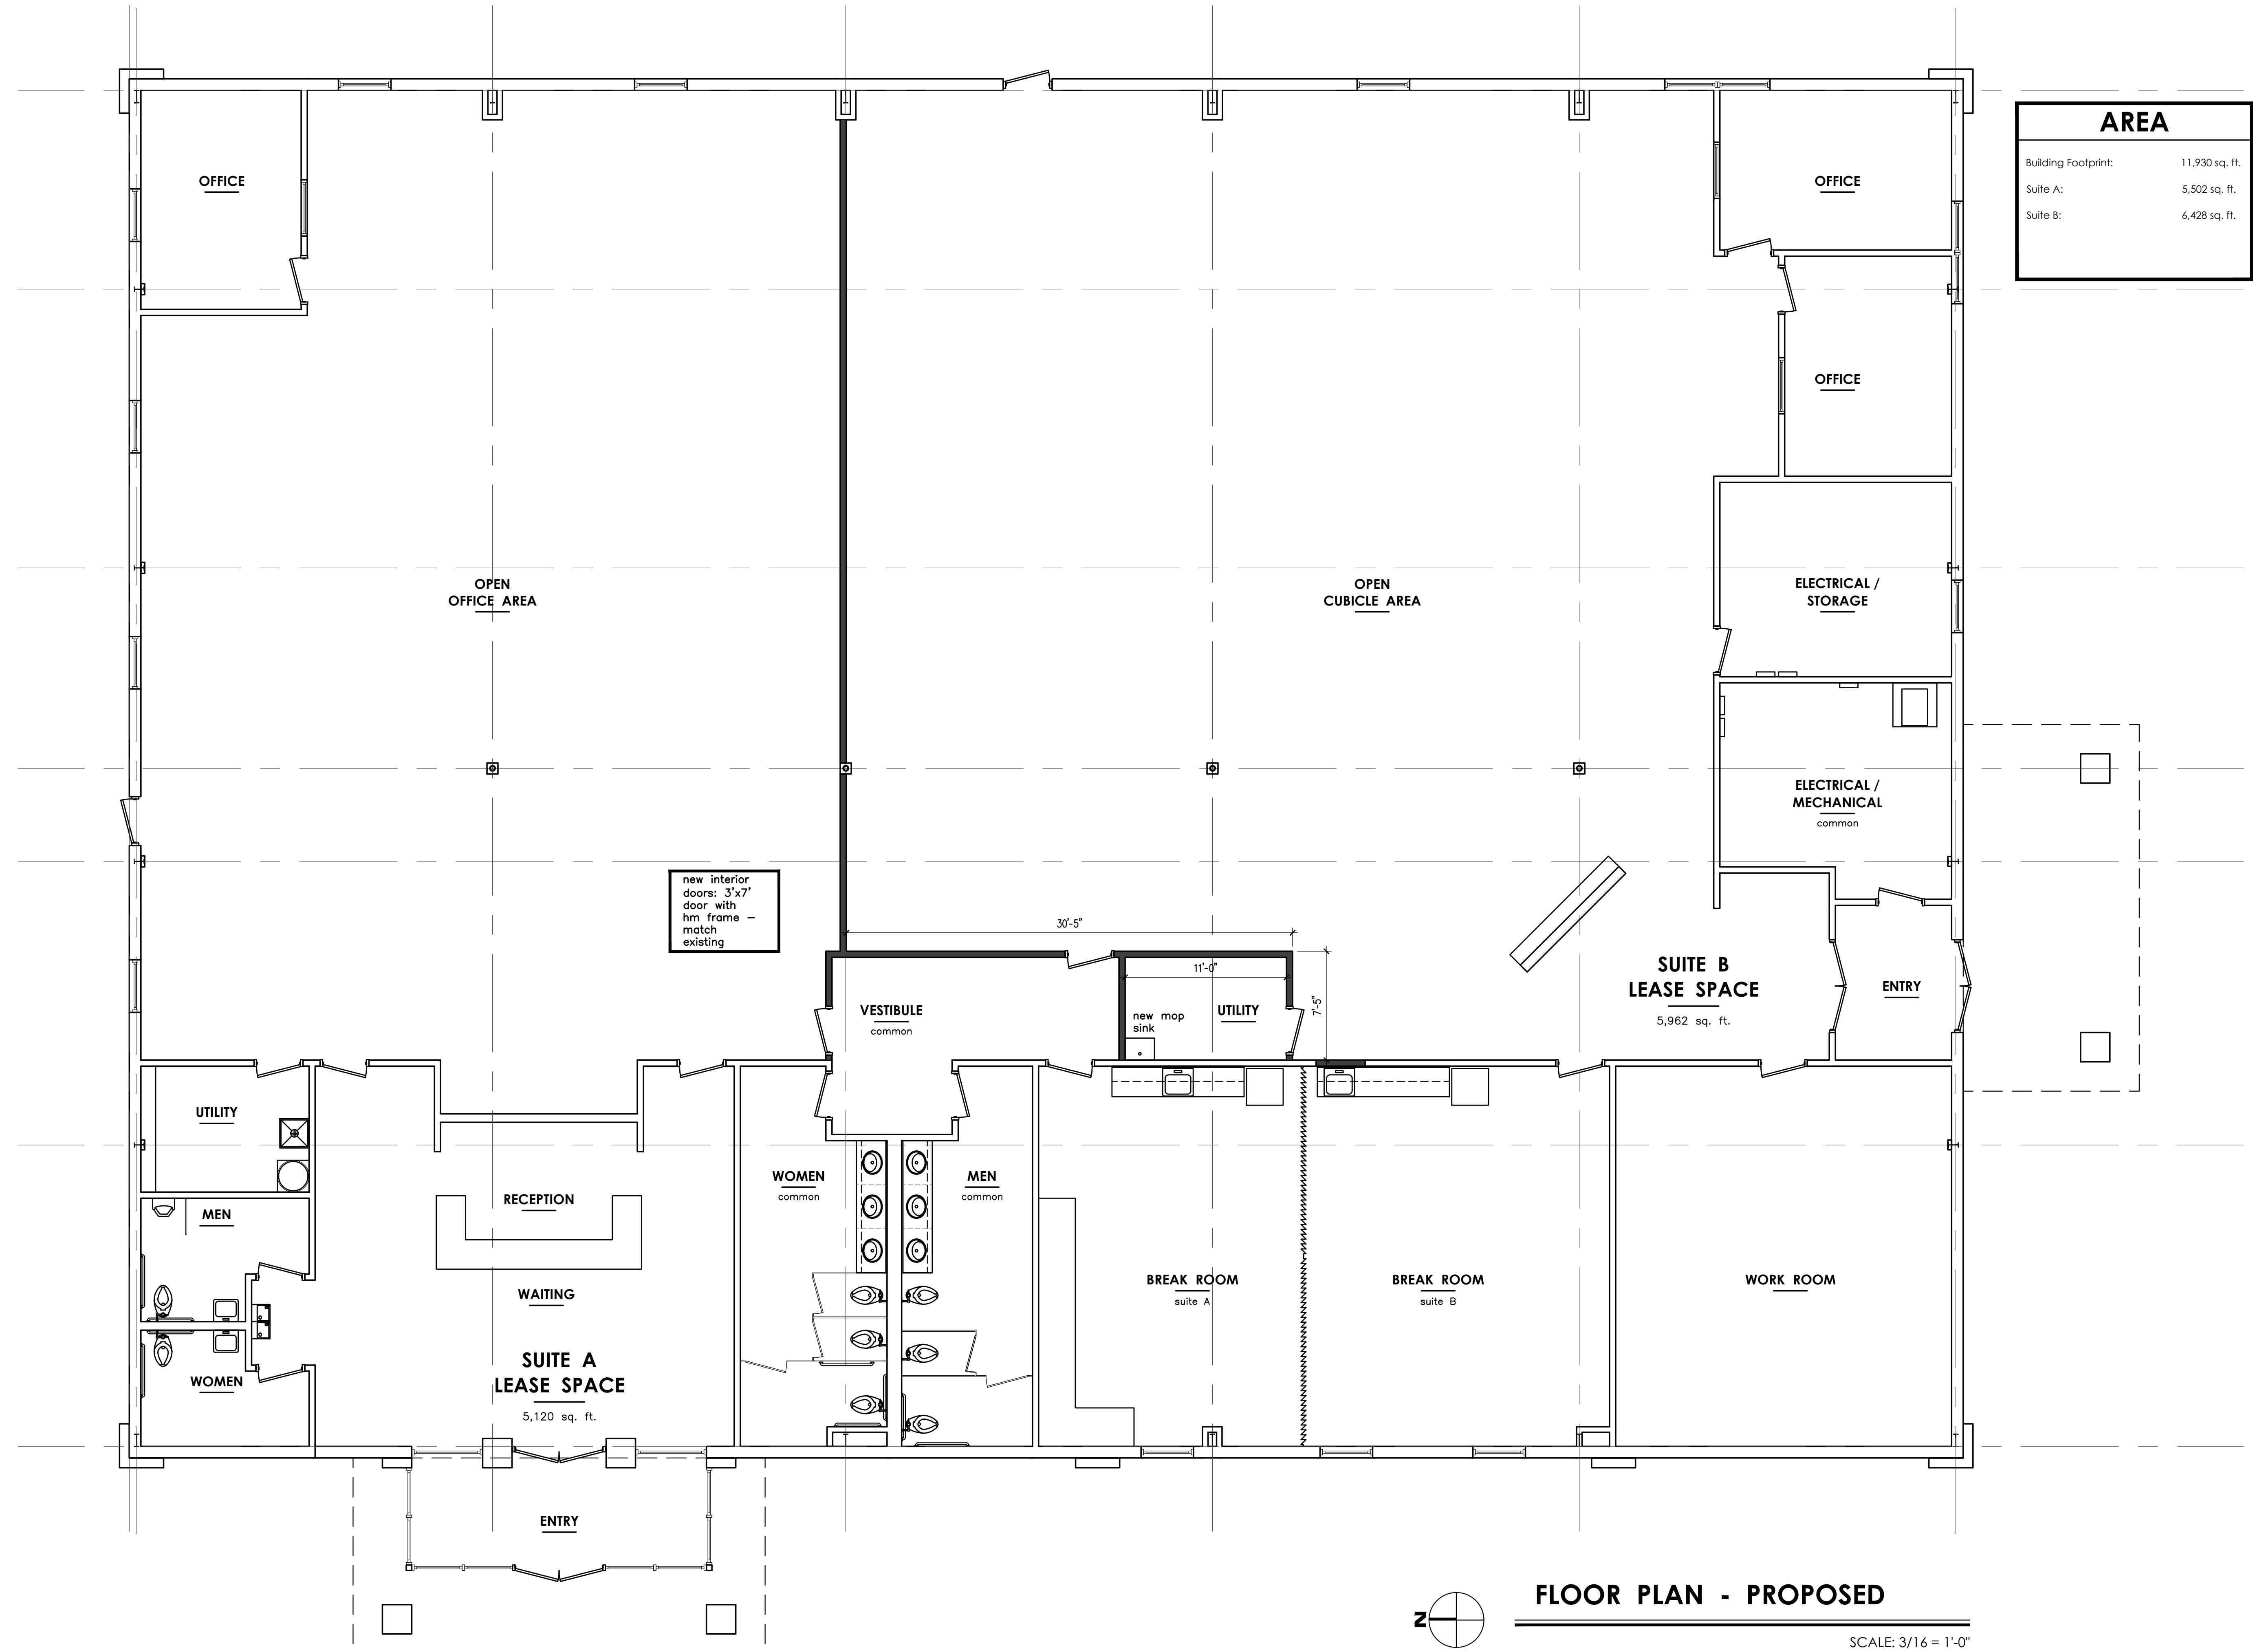 AREA
Building Footprint: 11,930 sq. ft.
Suite A: 5,502 sq. ft.
Suite B: 6,428 sq. ft.
OFFICE
OFFICE
OFFICE
OPEN
OFFICE AREA
OPEN
CUBICLE AREA
ELECTRICAL /
STORAGE
ELECTRICAL /
MECHANICAL
common
new interior
doors: 3'x7'
door with
hm frame –
match
existing
30'-5"
11'-0"
7'-5"
VESTIBULE
common
new mop
sink
UTILITY
SUITE B
LEASE SPACE
5,962 sq. ft.
ENTRY
UTILITY
MEN
WOMEN
RECEPTION
WAITING
SUITE A
LEASE SPACE
5,120 sq. ft.
WOMEN
common
MEN
common
BREAK ROOM
suite A
BREAK ROOM
suite B
WORK ROOM
ENTRY
N
FLOOR PLAN - PROPOSED
SCALE: 3/16 = 1'-0"